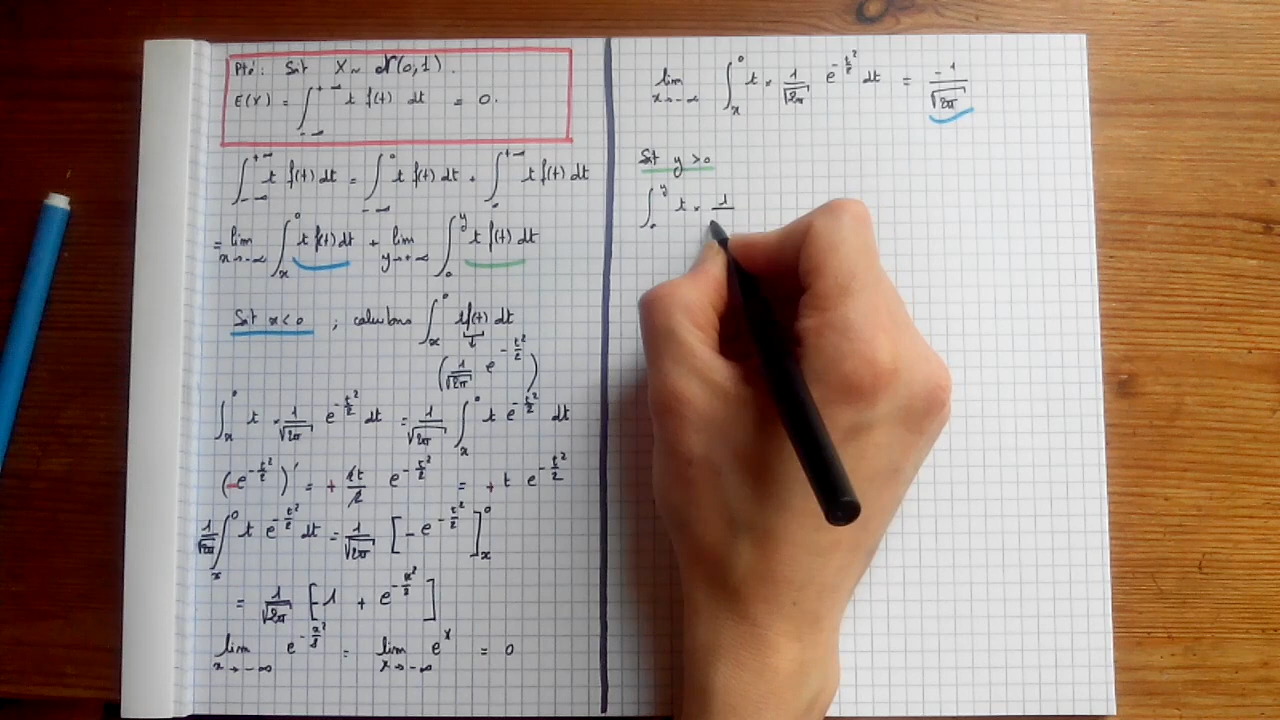 Pté : Soit X ~ N(0,1).
E(X) = ∫_{-∞}^{+∞} t f(t) dt = 0.
∫_{-∞}^{+∞} t f(t) dt = ∫_{-∞}^{0} t f(t) dt + ∫_{0}^{+∞} t f(t) dt
= lim_{x→-∞} ∫_{x}^{0} t f(t) dt + lim_{y→+∞} ∫_{0}^{y} t f(t) dt
Soit x < 0 ; calculons ∫_{x}^{0} t f(t) dt
(1/√2π e^{-t²/2})
∫_{x}^{0} t × 1/√2π e^{-t²/2} dt = 1/√2π ∫_{x}^{0} t e^{-t²/2} dt
(-e^{-t²/2})' = + 2t/2 e^{-t²/2} = + t e^{-t²/2}
1/√2π ∫_{x}^{0} t e^{-t²/2} dt = 1/√2π [-e^{-t²/2}]_{x}^{0}
= 1/√2π [-1 + e^{-x²/2}]
lim_{x→-∞} e^{-x²/2} = lim_{X→-∞} e^{X} = 0
lim_{x→-∞} ∫_{x}^{0} t × 1/√2π e^{-t²/2} dt = -1/√2π
Soit y > 0
∫_{0}^{y} t × 1/